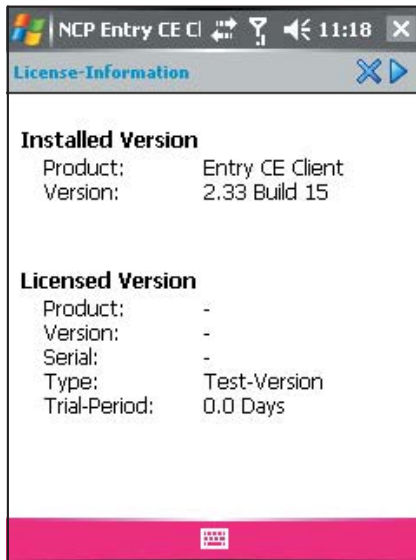 NCP Entry CE Cl 11:18
License-Information
Installed Version
Product: Entry CE Client
Version: 2.33 Build 15
Licensed Version
Product: -
Version: -
Serial: -
Type: Test-Version
Trial-Period: 0.0 Days